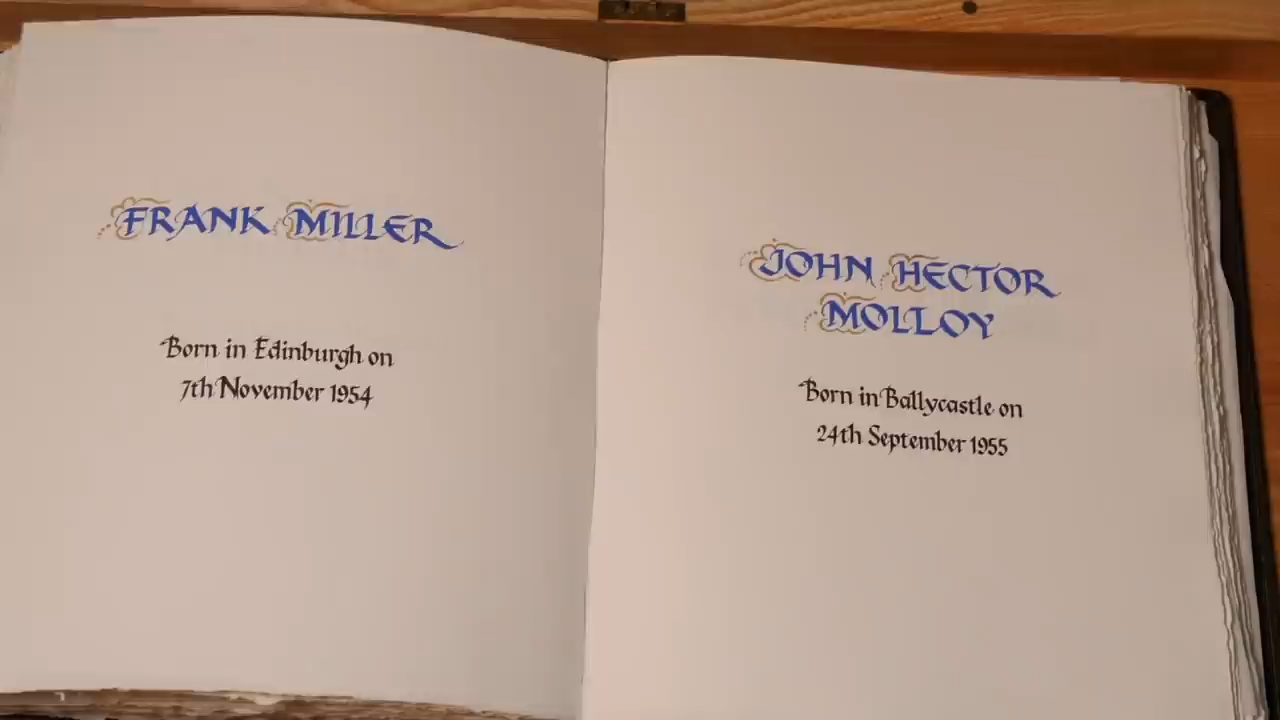 FRANK MILLER
Born in Edinburgh on
7th November 1954
JOHN HECTOR
MOLLOY
Born in Ballycastle on
24th September 1955